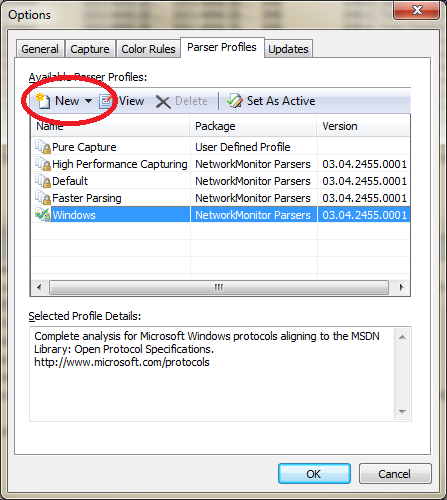 Options
General Capture Color Rules Parser Profiles Updates
Available Parser Profiles:
New View Delete Set As Active
Name Package Version
Pure Capture User Defined Profile
High Performance Capturing NetworkMonitor Parsers 03.04.2455.0001
Default NetworkMonitor Parsers 03.04.2455.0001
Faster Parsing NetworkMonitor Parsers 03.04.2455.0001
Windows NetworkMonitor Parsers 03.04.2455.0001
Selected Profile Details:
Complete analysis for Microsoft Windows protocols aligning to the MSDN
Library: Open Protocol Specifications.
http://www.microsoft.com/protocols
OK Cancel